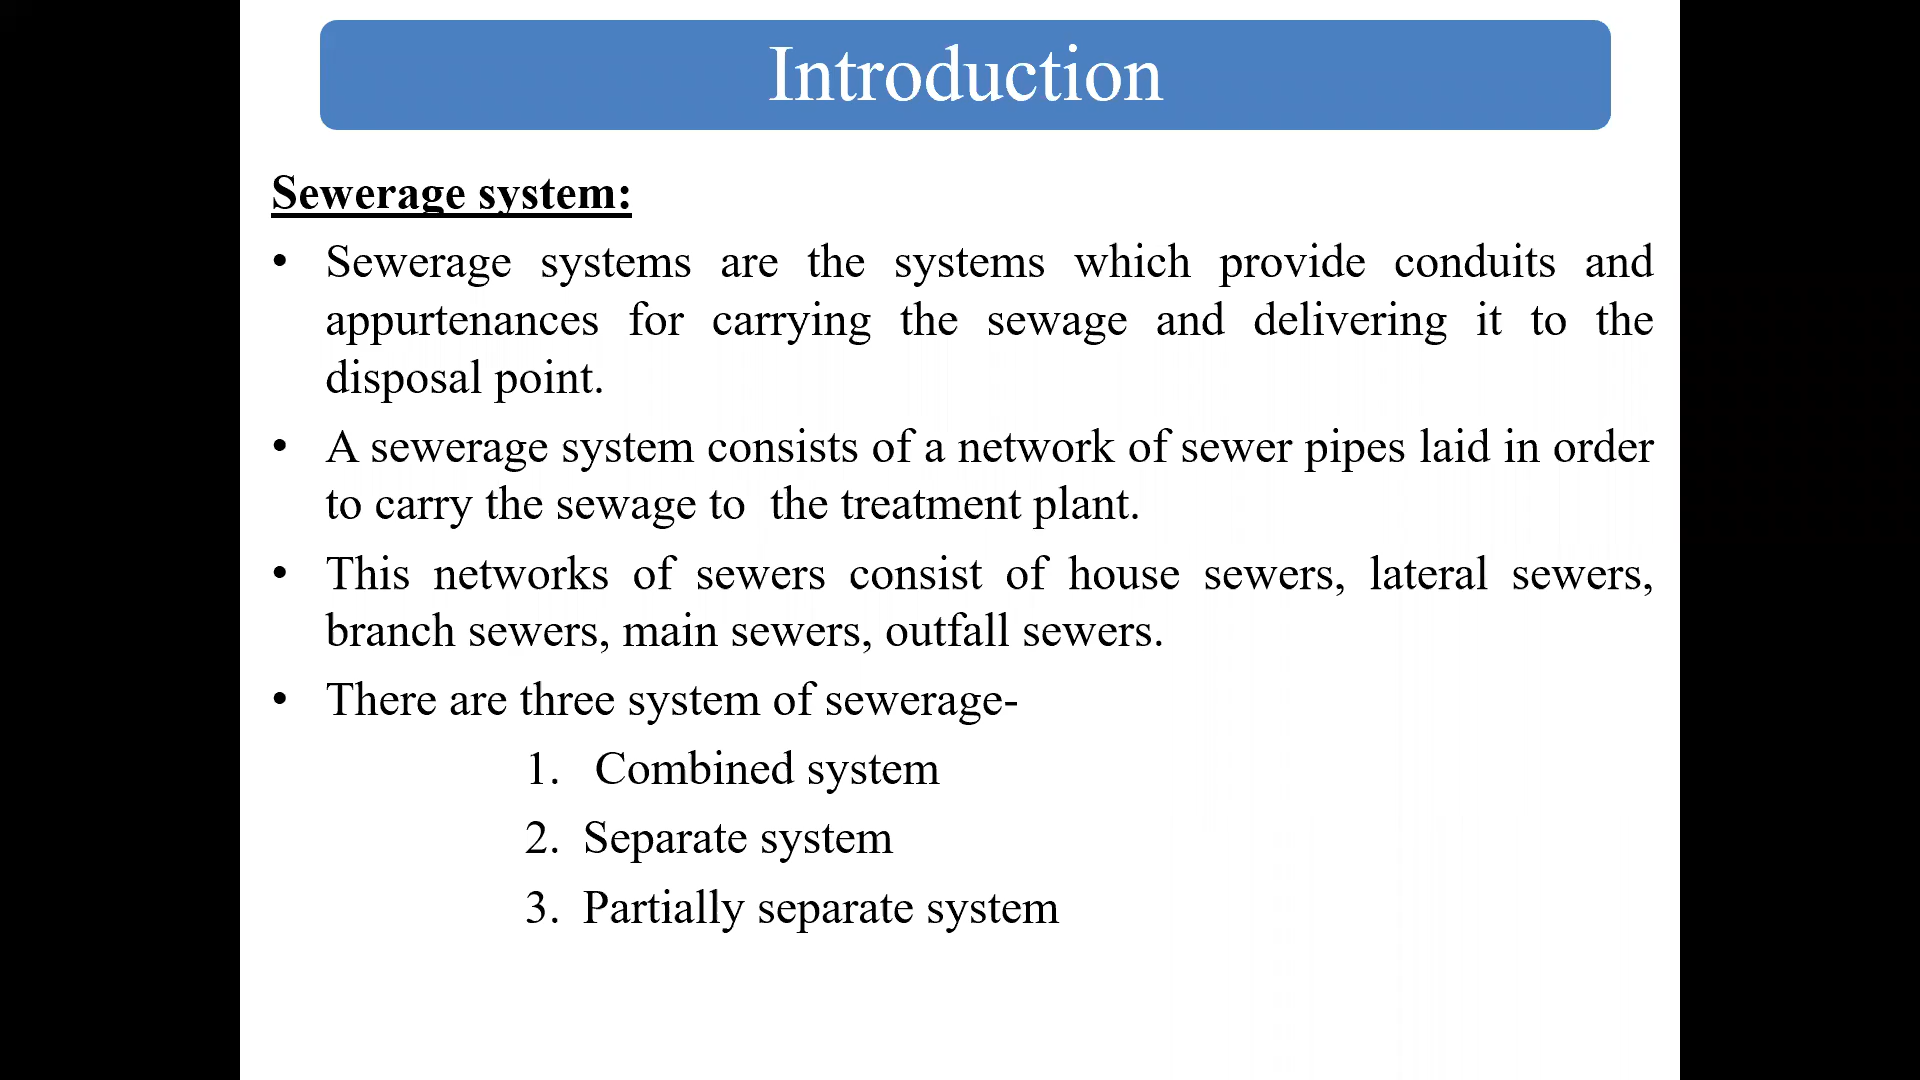 Introduction
Sewerage system:
• Sewerage systems are the systems which provide conduits and
appurtenances for carrying the sewage and delivering it to the
disposal point.
• A sewerage system consists of a network of sewer pipes laid in order
to carry the sewage to  the treatment plant.
• This networks of sewers consist of house sewers, lateral sewers,
branch sewers, main sewers, outfall sewers.
• There are three system of sewerage-
1. Combined system
2. Separate system
3. Partially separate system